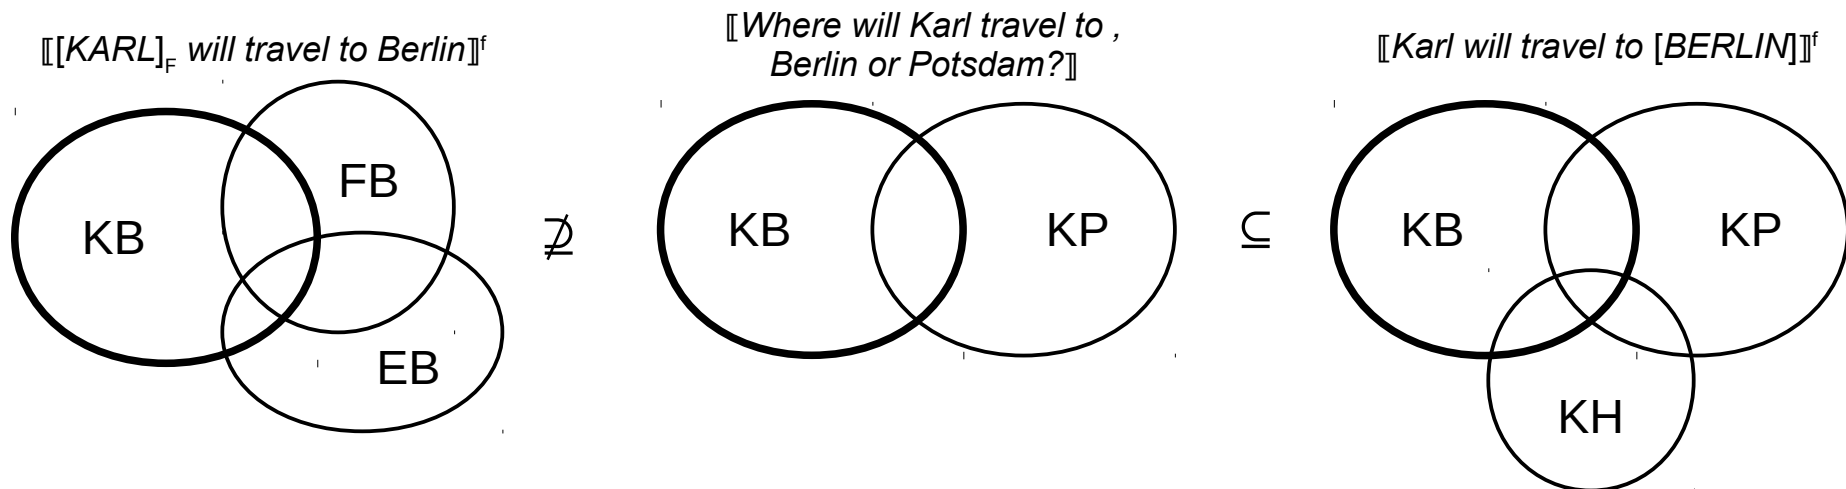 ⟦[KARL]F will travel to Berlin⟧f
⟦Where will Karl travel to ,
Berlin or Potsdam?⟧
⟦Karl will travel to [BERLIN]⟧f
KB
FB
EB
⊉
KB
KP
⊆
KB
KP
KH